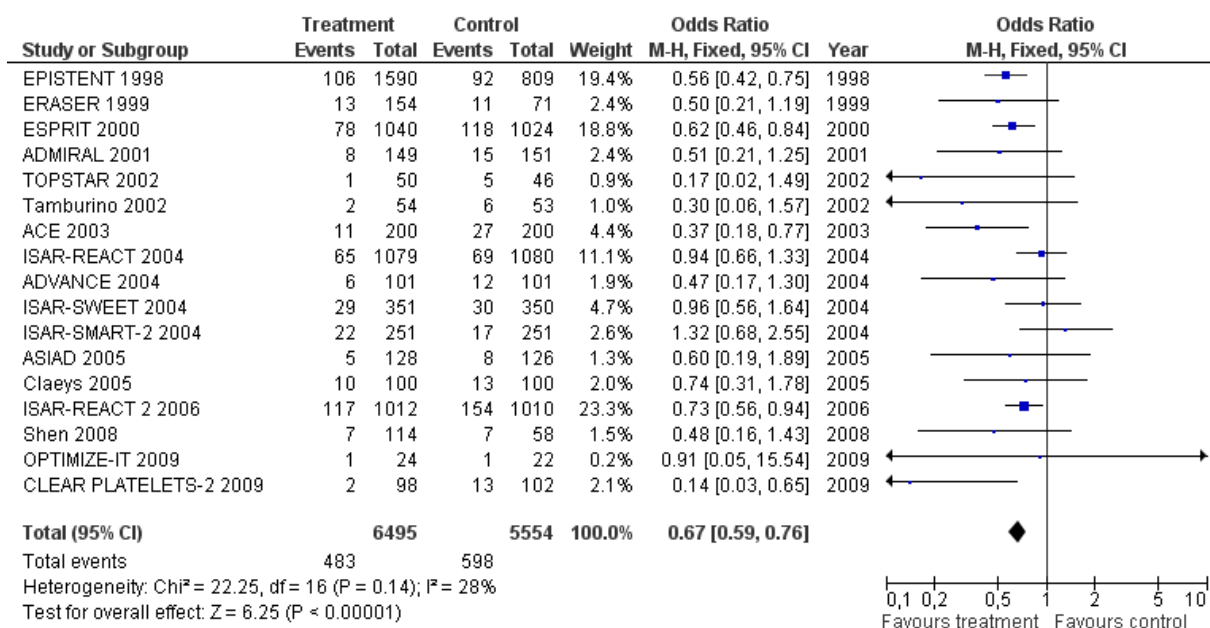 Treatment Control Odds Ratio Odds Ratio
Study or Subgroup Events Total Events Total Weight M-H, Fixed, 95% CI Year M-H, Fixed, 95% CI
EPISTENT 1998 106 1590 92 809 19.4% 0.56 [0.42, 0.75] 1998
ERASER 1999 13 154 11 71 2.4% 0.50 [0.21, 1.19] 1999
ESPRIT 2000 78 1040 118 1024 18.8% 0.62 [0.46, 0.84] 2000
ADMIRAL 2001 8 149 15 151 2.4% 0.51 [0.21, 1.25] 2001
TOPSTAR 2002 1 50 5 46 0.9% 0.17 [0.02, 1.49] 2002
Tamburino 2002 2 54 6 53 1.0% 0.30 [0.06, 1.57] 2002
ACE 2003 11 200 27 200 4.4% 0.37 [0.18, 0.77] 2003
ISAR-REACT 2004 65 1079 69 1080 11.1% 0.94 [0.66, 1.33] 2004
ADVANCE 2004 6 101 12 101 1.9% 0.47 [0.17, 1.30] 2004
ISAR-SWEET 2004 29 351 30 350 4.7% 0.96 [0.56, 1.64] 2004
ISAR-SMART-2 2004 22 251 17 251 2.6% 1.32 [0.68, 2.55] 2004
ASIAD 2005 5 128 8 126 1.3% 0.60 [0.19, 1.89] 2005
Claeys 2005 10 100 13 100 2.0% 0.74 [0.31, 1.78] 2005
ISAR-REACT 2 2006 117 1012 154 1010 23.3% 0.73 [0.56, 0.94] 2006
Shen 2008 7 114 7 58 1.5% 0.48 [0.16, 1.43] 2008
OPTIMIZE-IT 2009 1 24 1 22 0.2% 0.91 [0.05, 15.54] 2009
CLEAR PLATELETS-2 2009 2 98 13 102 2.1% 0.14 [0.03, 0.65] 2009
Total (95% CI) 6495 5554 100.0% 0.67 [0.59, 0.76]
Total events 483 598
Heterogeneity: Chi² = 22.25, df = 16 (P = 0.14); I² = 28%
Test for overall effect: Z = 6.25 (P < 0.00001)
0,1 0,2 0,5 1 2 5 10
Favours treatment Favours control